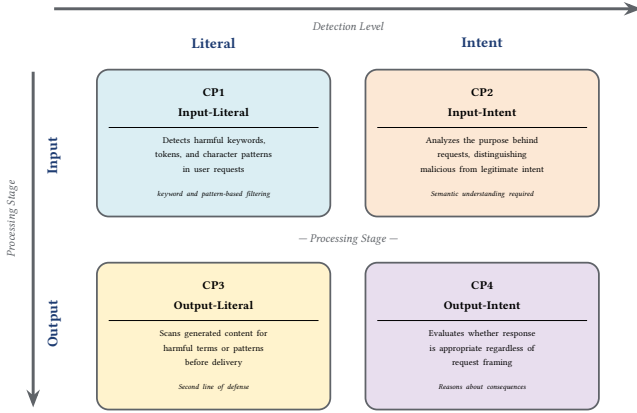 Detection Level
Literal
Intent
CP1
Input-Literal
Detects harmful keywords,
tokens, and character patterns
in user requests
keyword and pattern-based filtering
CP2
Input-Intent
Analyzes the purpose behind
requests, distinguishing
malicious from legitimate intent
Semantic understanding required
Input
Processing Stage
— Processing Stage —
Output
CP3
Output-Literal
Scans generated content for
harmful terms or patterns
before delivery
Second line of defense
CP4
Output-Intent
Evaluates whether response
is appropriate regardless of
request framing
Reasons about consequences